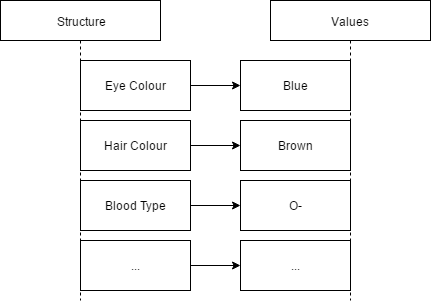 Structure
Values
Eye Colour
Blue
Hair Colour
Brown
Blood Type
O-
...
...